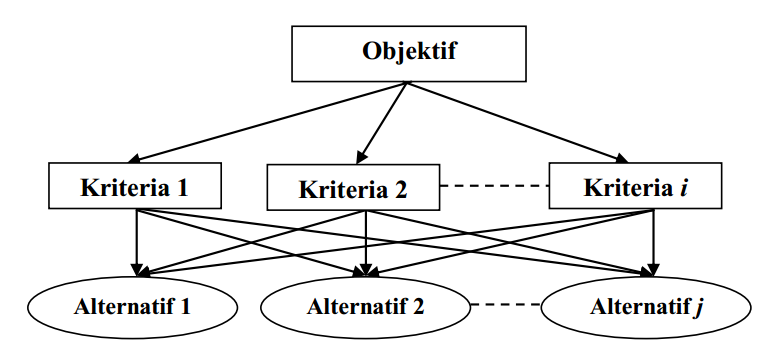 Objektif
Kriteria 1
Kriteria 2
Kriteria i
Alternatif 1
Alternatif 2
Alternatif j